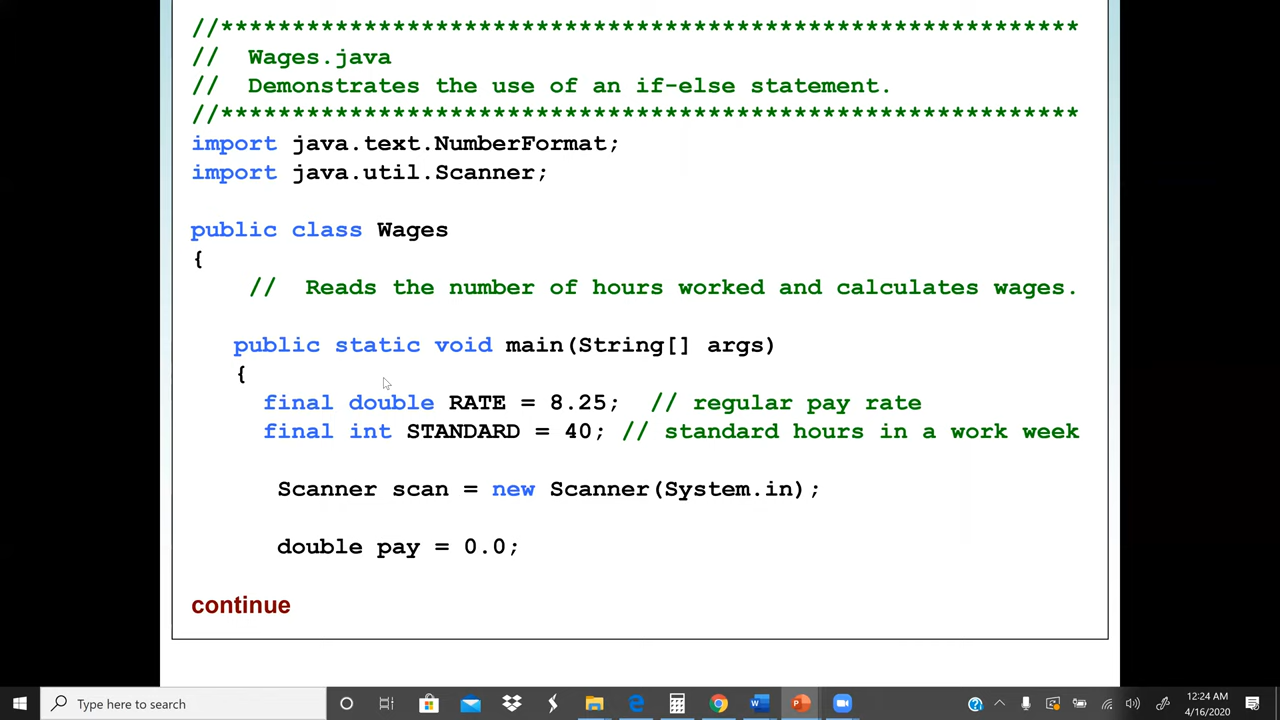 //************************************************************
// Wages.java
// Demonstrates the use of an if-else statement.
//************************************************************
import java.text.NumberFormat;
import java.util.Scanner;
public class Wages
{
// Reads the number of hours worked and calculates wages.
public static void main(String[] args)
{
final double RATE = 8.25; // regular pay rate
final int STANDARD = 40; // standard hours in a work week
Scanner scan = new Scanner(System.in);
double pay = 0.0;
continue
Type here to search
12:24 AM
4/16/2020